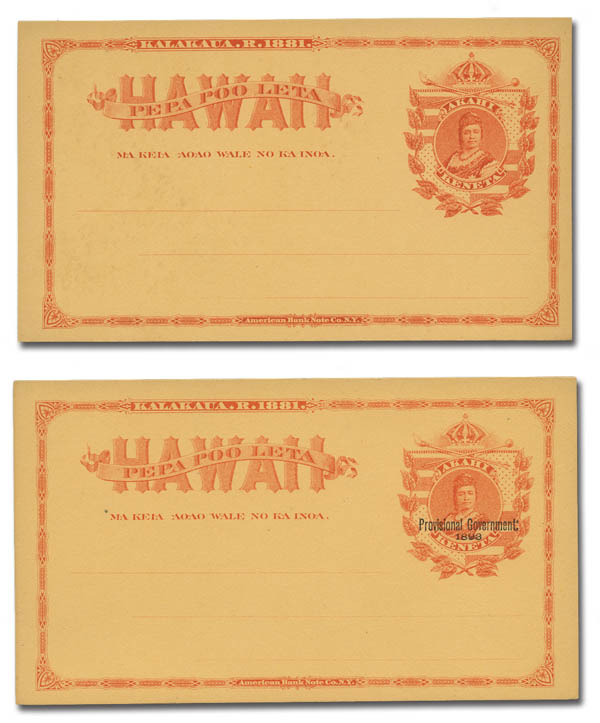 KALAKAUA.R.1881.
HAWAII
PEPA POO LETA
AKAHI
KENETA
MA KEIA AOAO WALE NO KA INOA.
American Bank Note Co. N.Y.
KALAKAUA.R.1881.
HAWAII
PEPA POO LETA
AKAHI
KENETA
Provisional Government.
1893
MA KEIA AOAO WALE NO KA INOA.
American Bank Note Co. N.Y.